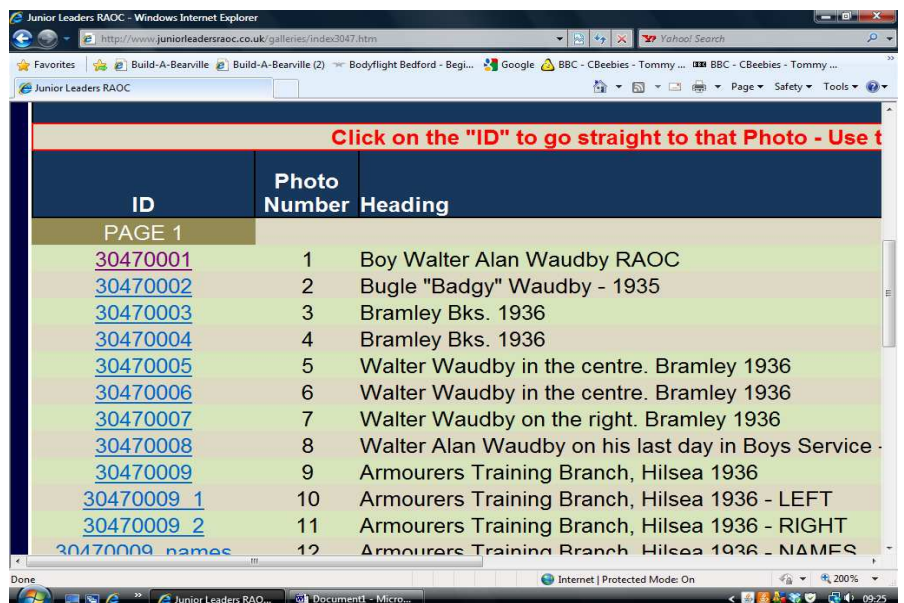 Junior Leaders RAOC - Windows Internet Explorer
http://www.juniorleadersraoc.co.uk/galleries/index3047.htm
Yahoo! Search
Favorites Build-A-Bearville Build-A-Bearville (2) Bodyflight Bedford - Begi... Google BBC - CBeebies - Tommy ... BBC - CBeebies - Tommy ...
Junior Leaders RAOC Page Safety Tools
Click on the "ID" to go straight to that Photo - Use t
ID Photo Number Heading
PAGE 1
30470001 1 Boy Walter Alan Waudby RAOC
30470002 2 Bugle "Badgy" Waudby - 1935
30470003 3 Bramley Bks. 1936
30470004 4 Bramley Bks. 1936
30470005 5 Walter Waudby in the centre. Bramley 1936
30470006 6 Walter Waudby in the centre. Bramley 1936
30470007 7 Walter Waudby on the right. Bramley 1936
30470008 8 Walter Alan Waudby on his last day in Boys Service -
30470009 9 Armourers Training Branch, Hilsea 1936
30470009_1 10 Armourers Training Branch, Hilsea 1936 - LEFT
30470009_2 11 Armourers Training Branch, Hilsea 1936 - RIGHT
30470009_names 12 Armourers Training Branch, Hilsea 1936 - NAMES
Done Internet | Protected Mode: On 200%
Junior Leaders RAO... Document1 - Micro... 09:25